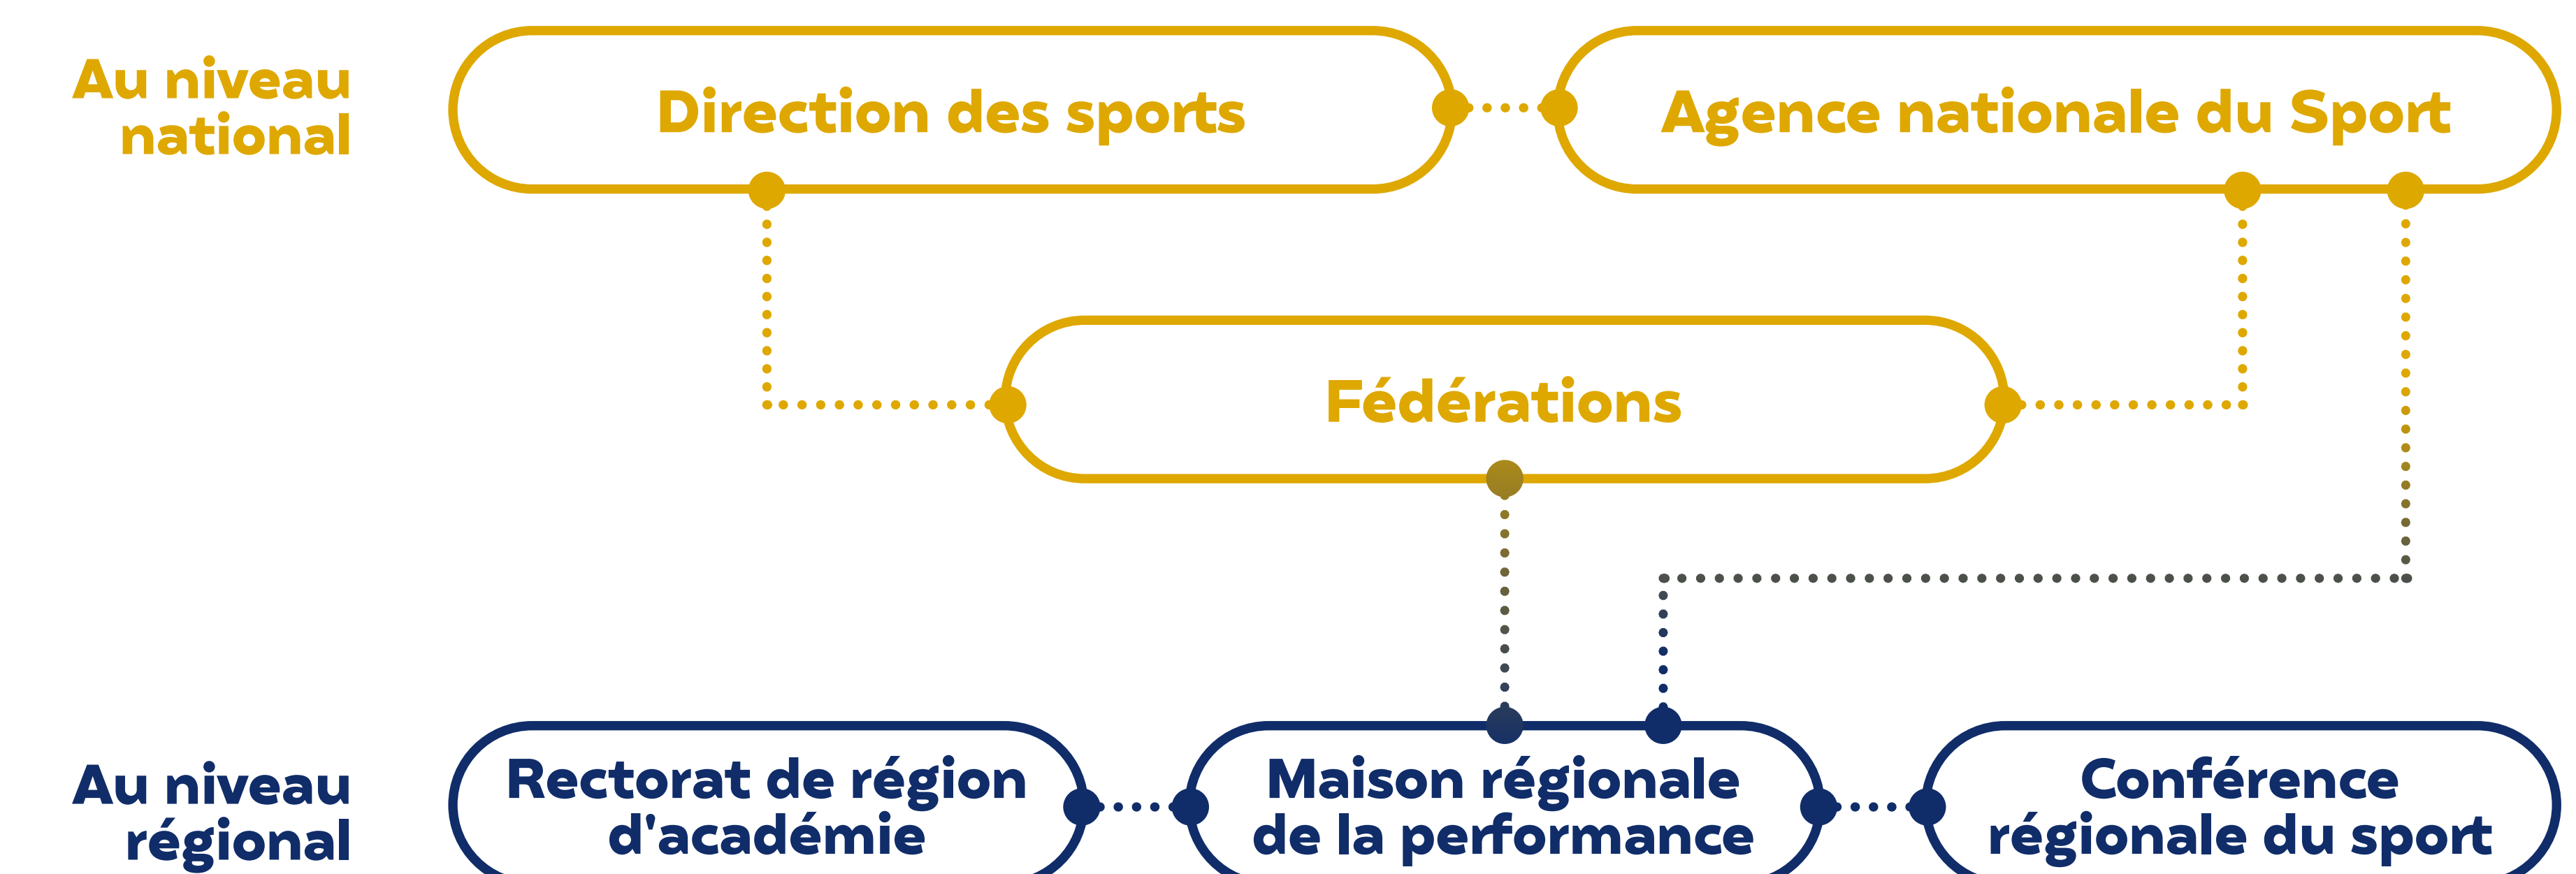 Au niveau
national
Direction des sports
Agence nationale du Sport
Fédérations
Au niveau
régional
Rectorat de région
d'académie
Maison régionale
de la performance
Conférence
régionale du sport